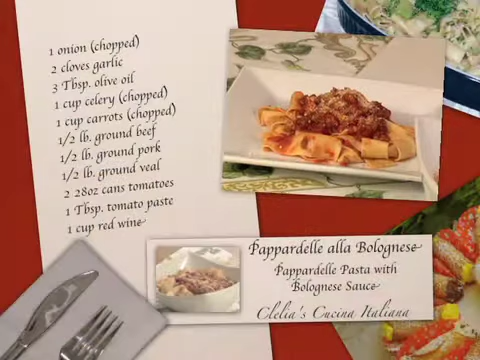 1 onion (chopped)
2 cloves garlic
3 Tbsp. olive oil
1 cup celery (chopped)
1 cup carrots (chopped)
1/2 lb. ground beef
1/2 lb. ground pork
1/2 lb. ground veal
2 28oz cans tomatoes
1 Tbsp. tomato paste
1 cup red wine
Pappardelle alla Bolognese
Pappardelle Pasta with
Bolognese Sauce
Clelia's Cucina Italiana